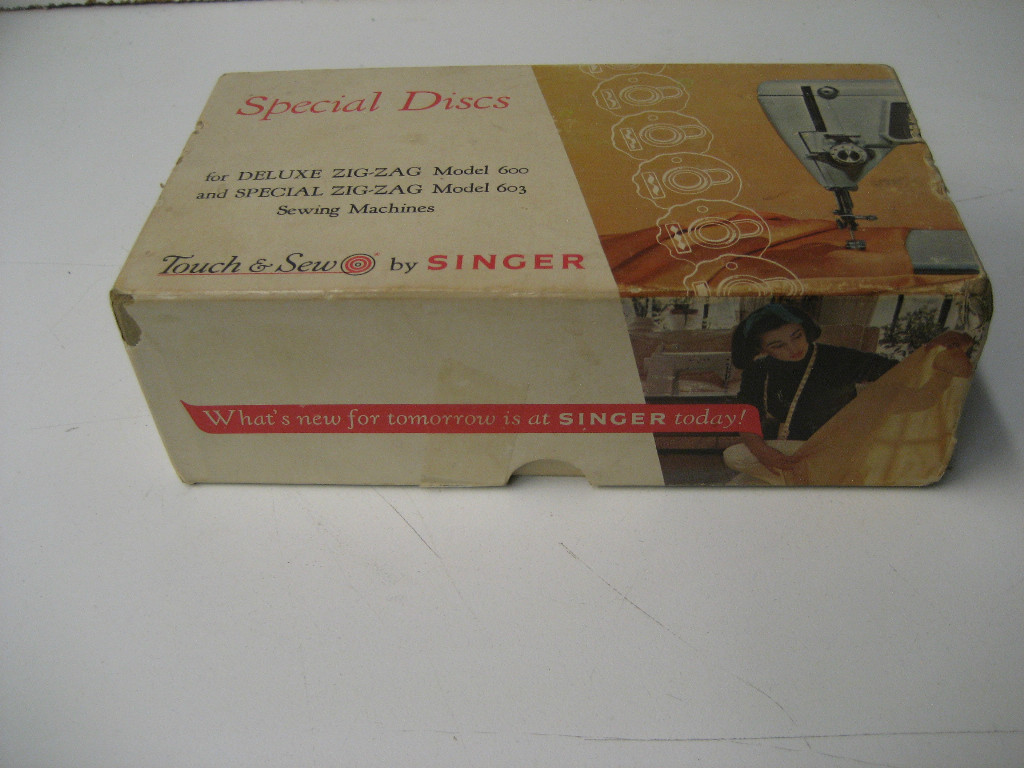 Special Discs
for DELUXE ZIG-ZAG Model 600
and SPECIAL ZIG-ZAG Model 603
Sewing Machines
Touch & Sew by SINGER
What's new for tomorrow is at SINGER today!